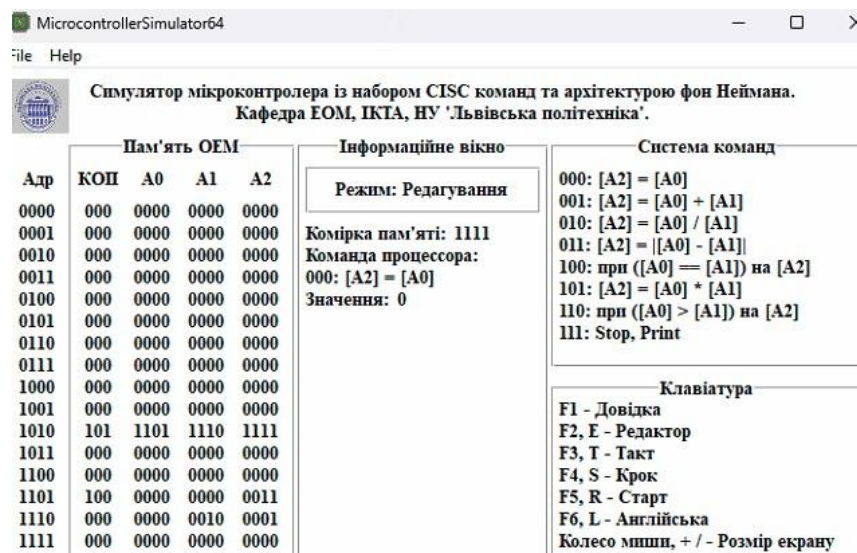 MicrocontrollerSimulator64
File Help
Симулятор мікроконтролера із набором CISC команд та архітектурою фон Неймана.
Кафедра ЕОМ, ІКТА, НУ 'Львівська політехніка'.
Пам'ять ОЕМ
Адр КОП А0 А1 А2
0000 000 0000 0000 0000
0001 000 0000 0000 0000
0010 000 0000 0000 0000
0011 000 0000 0000 0000
0100 000 0000 0000 0000
0101 000 0000 0000 0000
0110 000 0000 0000 0000
0111 000 0000 0000 0000
1000 000 0000 0000 0000
1001 000 0000 0000 0000
1010 101 1101 1110 1111
1011 000 0000 0000 0000
1100 000 0000 0000 0000
1101 100 0000 0000 0011
1110 000 0000 0010 0001
1111 000 0000 0000 0000
Інформаційне вікно
Режим: Редагування
Комірка пам'яті: 1111
Команда процессора:
000: [A2] = [A0]
Значення: 0
Система команд
000: [A2] = [A0]
001: [A2] = [A0] + [A1]
010: [A2] = [A0] / [A1]
011: [A2] = |[A0] - [A1]|
100: при ([A0] == [A1]) на [A2]
101: [A2] = [A0] * [A1]
110: при ([A0] > [A1]) на [A2]
111: Stop, Print
Клавіатура
F1 - Довідка
F2, E - Редактор
F3, T - Такт
F4, S - Крок
F5, R - Старт
F6, L - Англійська
Колесо миши, + / - Розмір екрану